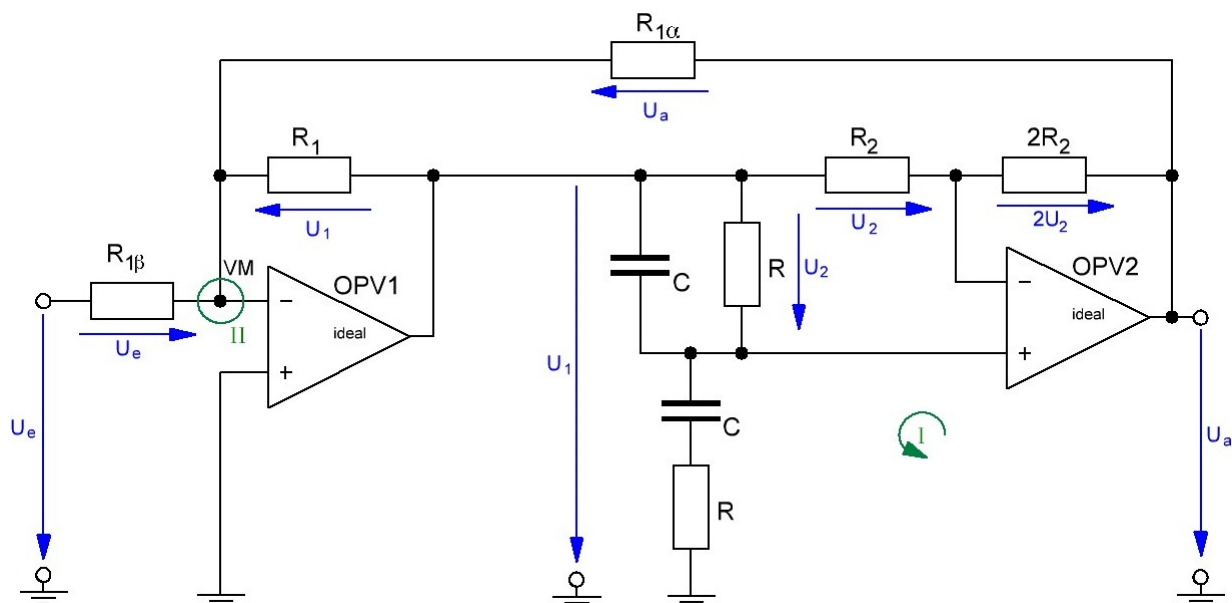 R1α
Ua
R1
U1
R2
U2
2R2
2U2
R1β
VM
II
Ue
−
+
OPV1
ideal
C
R
U2
−
+
OPV2
ideal
Ue
U1
C
R
I
Ua